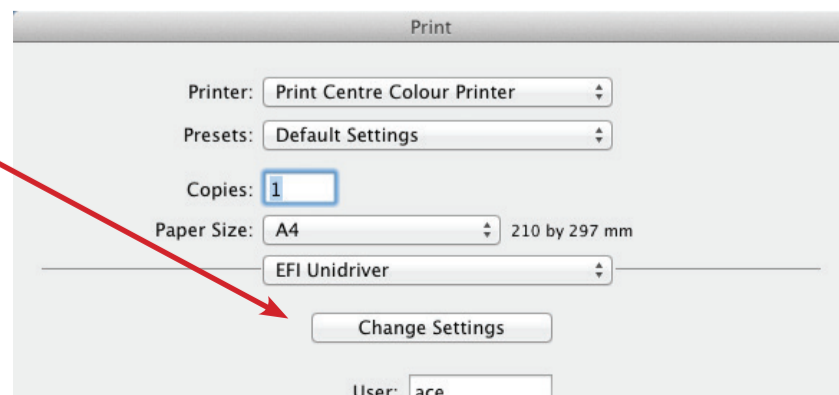 Print
Printer: Print Centre Colour Printer
Presets: Default Settings
Copies: 1
Paper Size: A4 210 by 297 mm
EFI Unidriver
Change Settings
User: ace